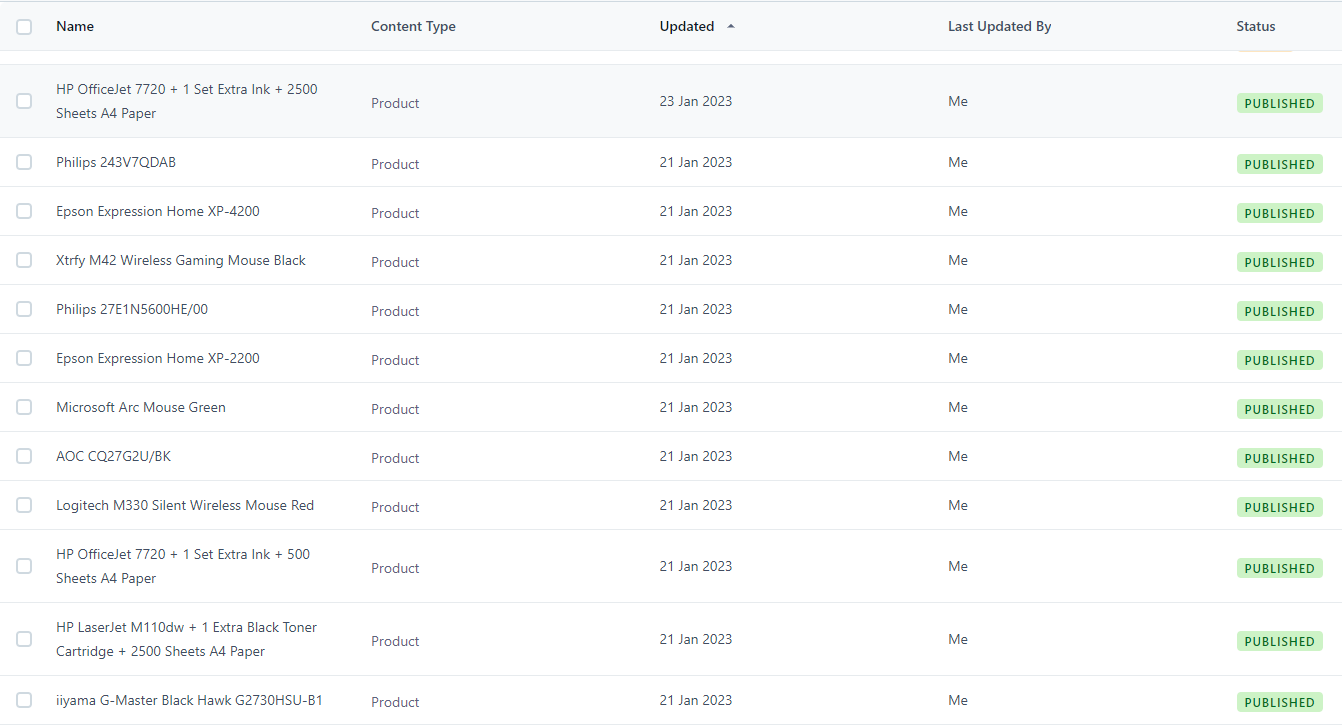 Name Content Type Updated Last Updated By Status
HP OfficeJet 7720 + 1 Set Extra Ink + 2500
Sheets A4 Paper
Product 23 Jan 2023 Me PUBLISHED
Philips 243V7QDAB Product 21 Jan 2023 Me PUBLISHED
Epson Expression Home XP-4200 Product 21 Jan 2023 Me PUBLISHED
Xtrfy M42 Wireless Gaming Mouse Black Product 21 Jan 2023 Me PUBLISHED
Philips 27E1N5600HE/00 Product 21 Jan 2023 Me PUBLISHED
Epson Expression Home XP-2200 Product 21 Jan 2023 Me PUBLISHED
Microsoft Arc Mouse Green Product 21 Jan 2023 Me PUBLISHED
AOC CQ27G2U/BK Product 21 Jan 2023 Me PUBLISHED
Logitech M330 Silent Wireless Mouse Red Product 21 Jan 2023 Me PUBLISHED
HP OfficeJet 7720 + 1 Set Extra Ink + 500
Sheets A4 Paper
Product 21 Jan 2023 Me PUBLISHED
HP LaserJet M110dw + 1 Extra Black Toner
Cartridge + 2500 Sheets A4 Paper
Product 21 Jan 2023 Me PUBLISHED
iiyama G-Master Black Hawk G2730HSU-B1 Product 21 Jan 2023 Me PUBLISHED